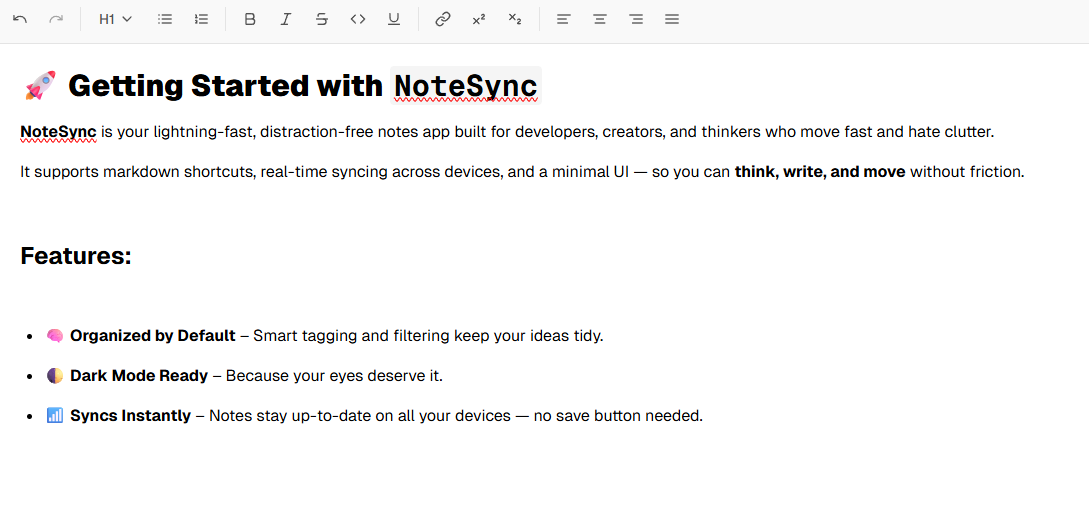 H1
🚀 Getting Started with NoteSync
NoteSync is your lightning-fast, distraction-free notes app built for developers, creators, and thinkers who move fast and hate clutter.
It supports markdown shortcuts, real-time syncing across devices, and a minimal UI — so you can think, write, and move without friction.
Features:
• 🧠 Organized by Default – Smart tagging and filtering keep your ideas tidy.
• 🌓 Dark Mode Ready – Because your eyes deserve it.
• 📊 Syncs Instantly – Notes stay up-to-date on all your devices — no save button needed.